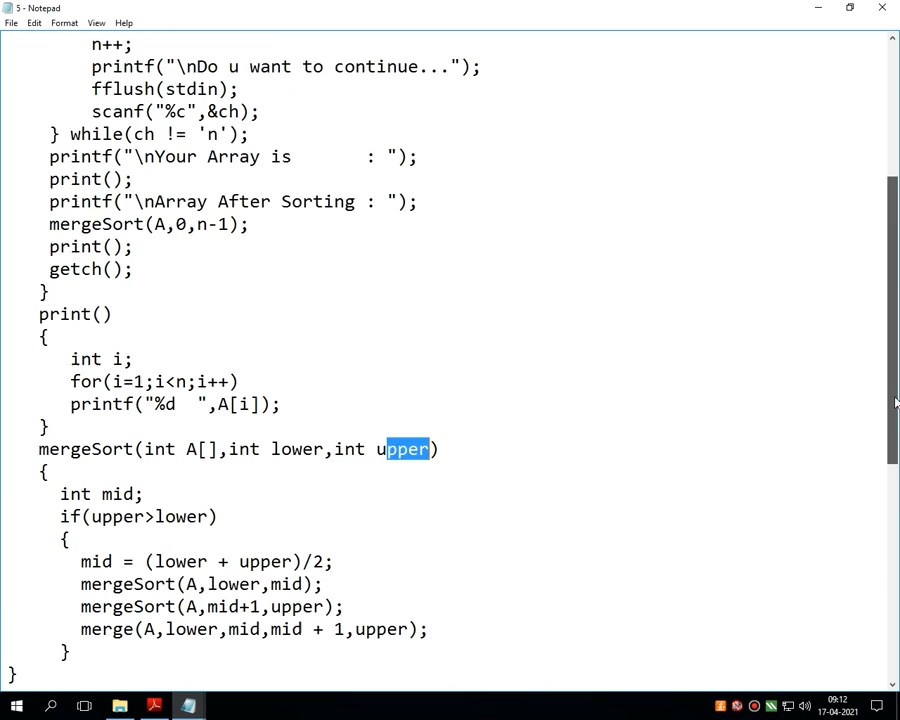 5 - Notepad
File Edit Format View Help
n++;
printf("\nDo u want to continue...");
fflush(stdin);
scanf("%c",&ch);
} while(ch != 'n');
printf("\nYour Array is       : ");
print();
printf("\nArray After Sorting : ");
mergeSort(A,0,n-1);
print();
getch();
}
print()
{
int i;
for(i=1;i<n;i++)
printf("%d  ",A[i]);
}
mergeSort(int A[],int lower,int upper)
{
int mid;
if(upper>lower)
{
mid = (lower + upper)/2;
mergeSort(A,lower,mid);
mergeSort(A,mid+1,upper);
merge(A,lower,mid,mid + 1,upper);
}
}
09:12
17-04-2021